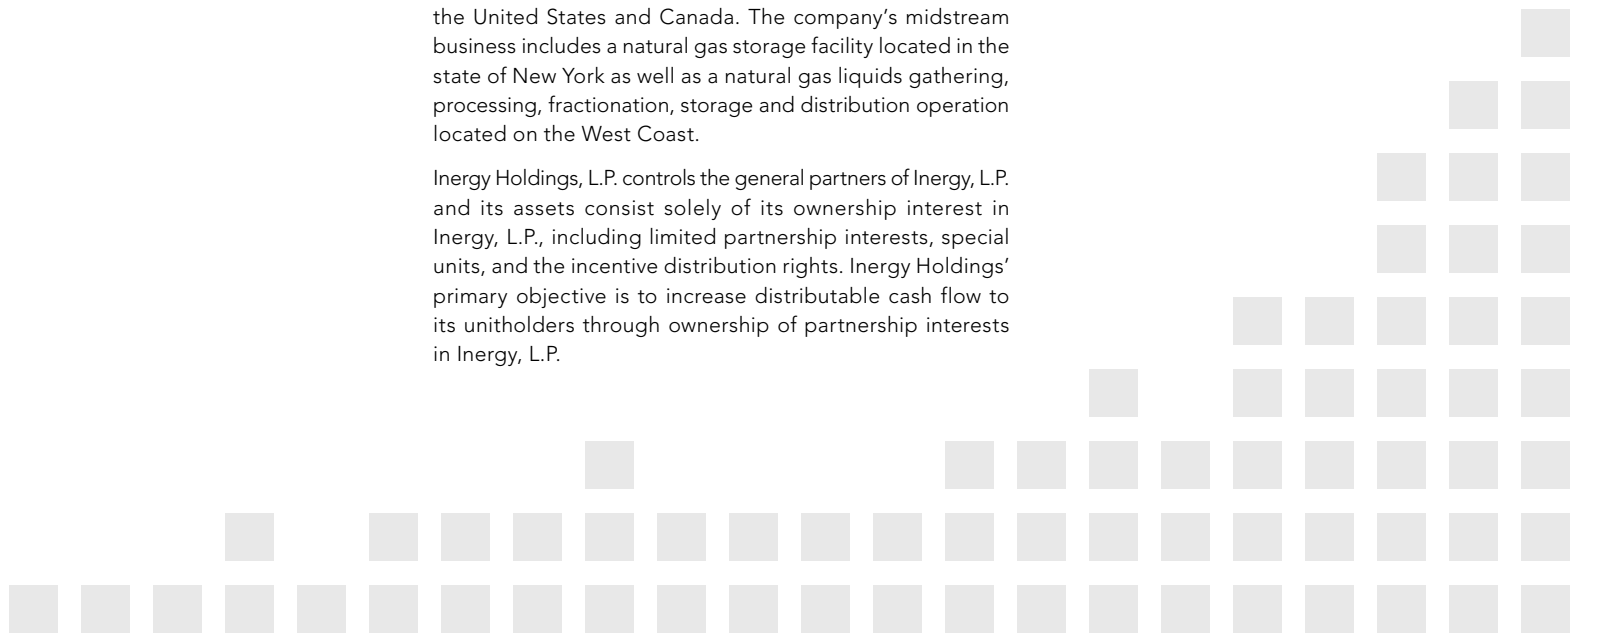 the United States and Canada. The company’s midstream
business includes a natural gas storage facility located in the
state of New York as well as a natural gas liquids gathering,
processing, fractionation, storage and distribution operation
located on the West Coast.
Inergy Holdings, L.P. controls the general partners of Inergy, L.P.
and its assets consist solely of its ownership interest in
Inergy, L.P., including limited partnership interests, special
units, and the incentive distribution rights. Inergy Holdings’
primary objective is to increase distributable cash flow to
its unitholders through ownership of partnership interests
in Inergy, L.P.